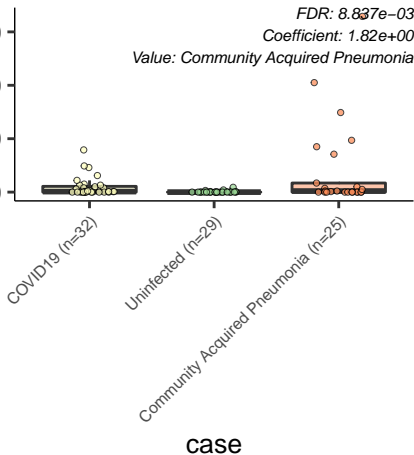 FDR: 8.837e−03
Coefficient: 1.82e+00
Value: Community Acquired Pneumonia
COVID19 (n=32)
Uninfected (n=29)
Community Acquired Pneumonia (n=25)
case